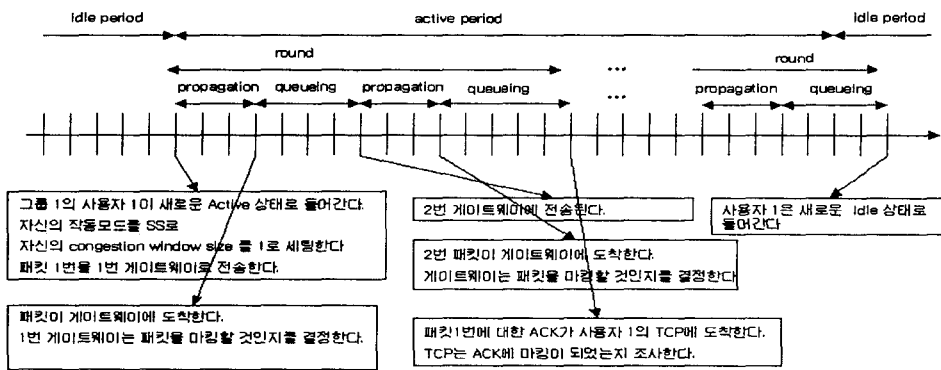 idle period
active period
idle period
round
...
round
propagation
queueing
propagation
queueing
...
propagation
queueing
그룹 1의 사용자 1이 새로운 Active 상태로 들어간다.
자신의 작동모드를 SS로
자신의 congestion window size 를 1로 세팅한다
패킷 1번를 1번 게이트웨이로 전송한다.
2번 게이트웨이에 전송된다.
사용자 1은 새로운 Idle 상태로
들어간다
2번 패킷이 게이트웨이에 도착한다.
게이트웨이는 패킷을 마킹할 것인지를 결정한다
패킷이 게이트웨이에 도착한다.
1번 게이트웨이는 패킷을 마킹할 것인지를 결정한다.
패킷1번에 대한 ACK가 사용자 1의 TCP에 도착한다.
TCP는 ACK에 마킹이 되었는지 조사한다.